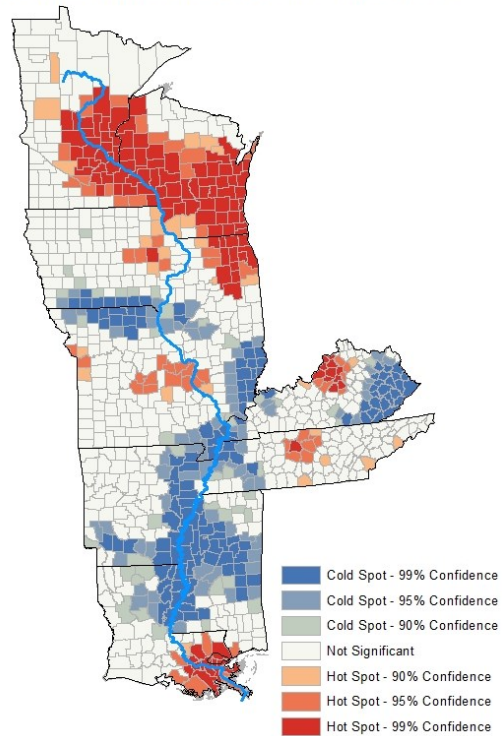 Cold Spot - 99% Confidence
Cold Spot - 95% Confidence
Cold Spot - 90% Confidence
Not Significant
Hot Spot - 90% Confidence
Hot Spot - 95% Confidence
Hot Spot - 99% Confidence